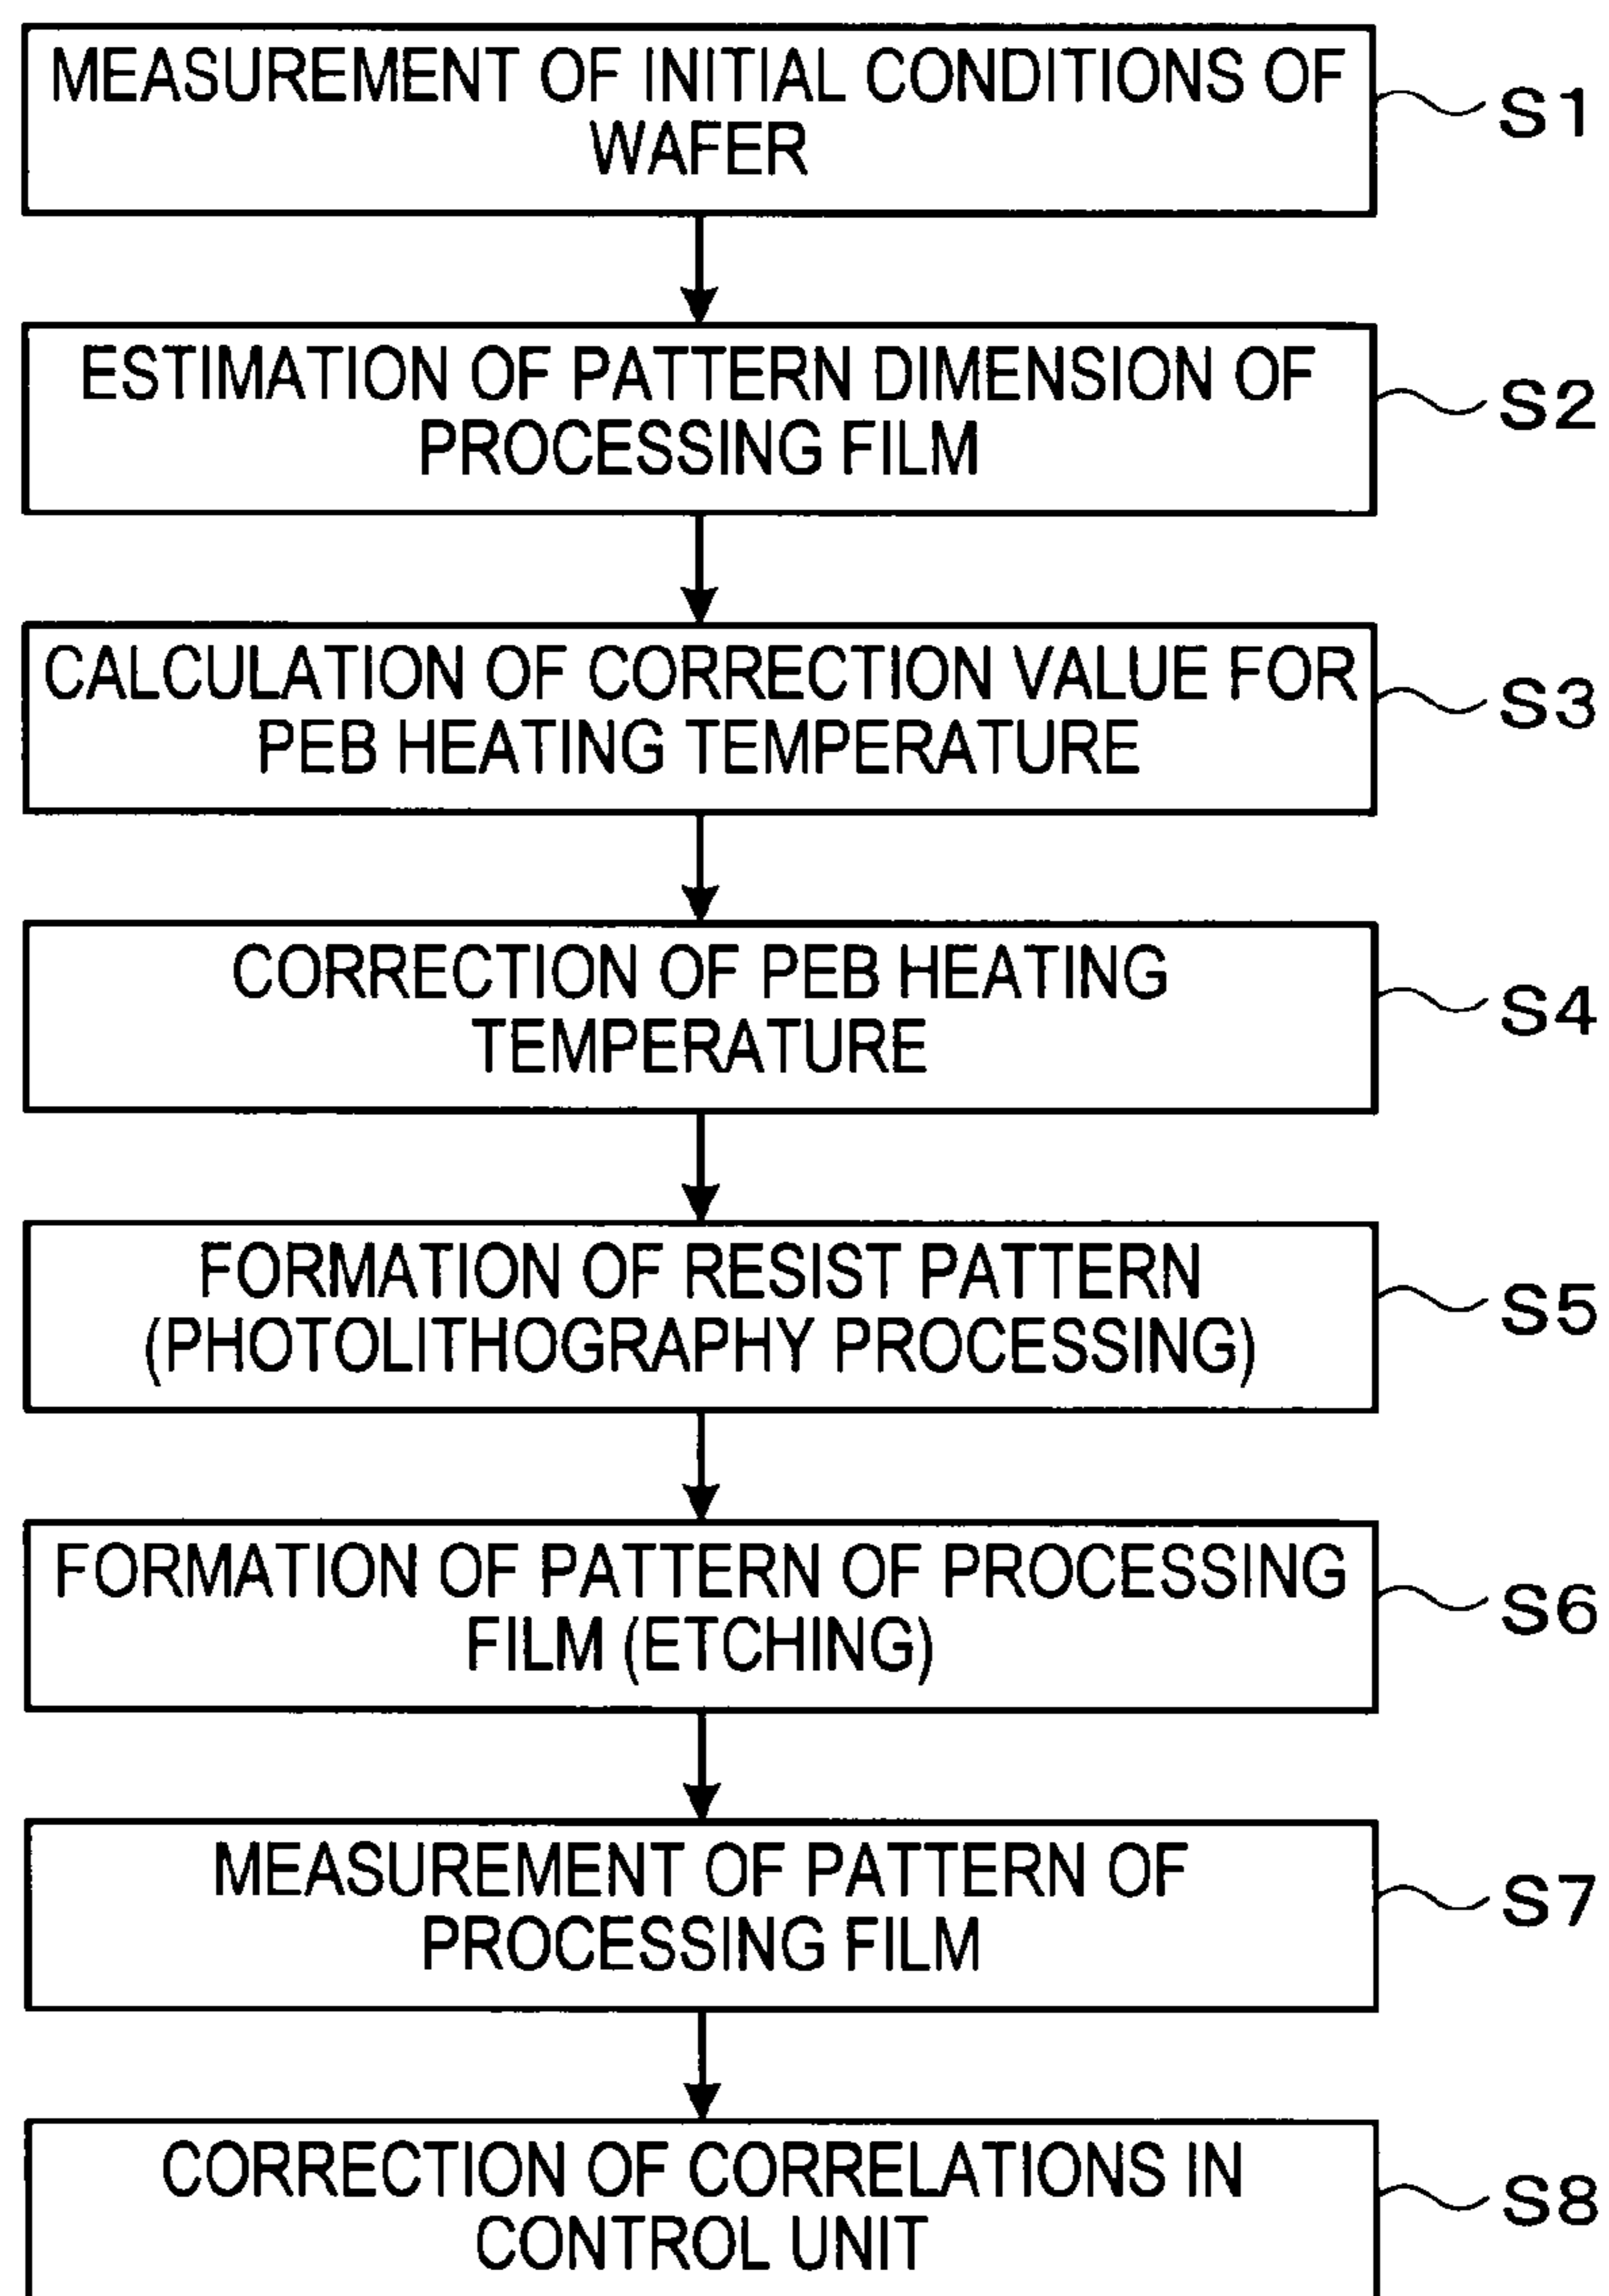 MEASUREMENT OF INITIAL CONDITIONS OF
WAFER
S1
ESTIMATION OF PATTERN DIMENSION OF
PROCESSING FILM
S2
CALCULATION OF CORRECTION VALUE FOR
PEB HEATING TEMPERATURE
S3
CORRECTION OF PEB HEATING
TEMPERATURE
S4
FORMATION OF RESIST PATTERN
(PHOTOLITHOGRAPHY PROCESSING)
S5
FORMATION OF PATTERN OF PROCESSING
FILM (ETCHING)
S6
MEASUREMENT OF PATTERN OF
PROCESSING FILM
S7
CORRECTION OF CORRELATIONS IN
CONTROL UNIT
S8